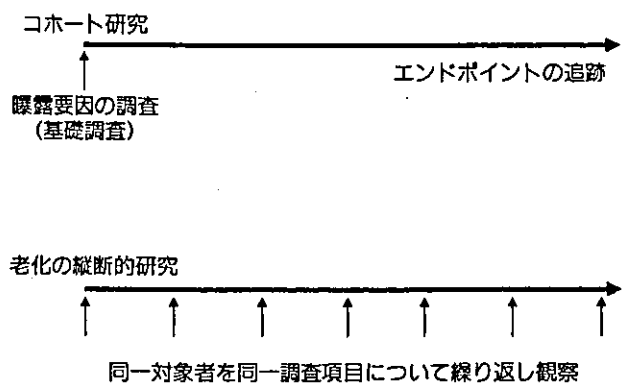 コホート研究
エンドポイントの追跡
曝露要因の調査
(基礎調査)
老化の縦断的研究
同一対象者を同一調査項目について繰り返し観察